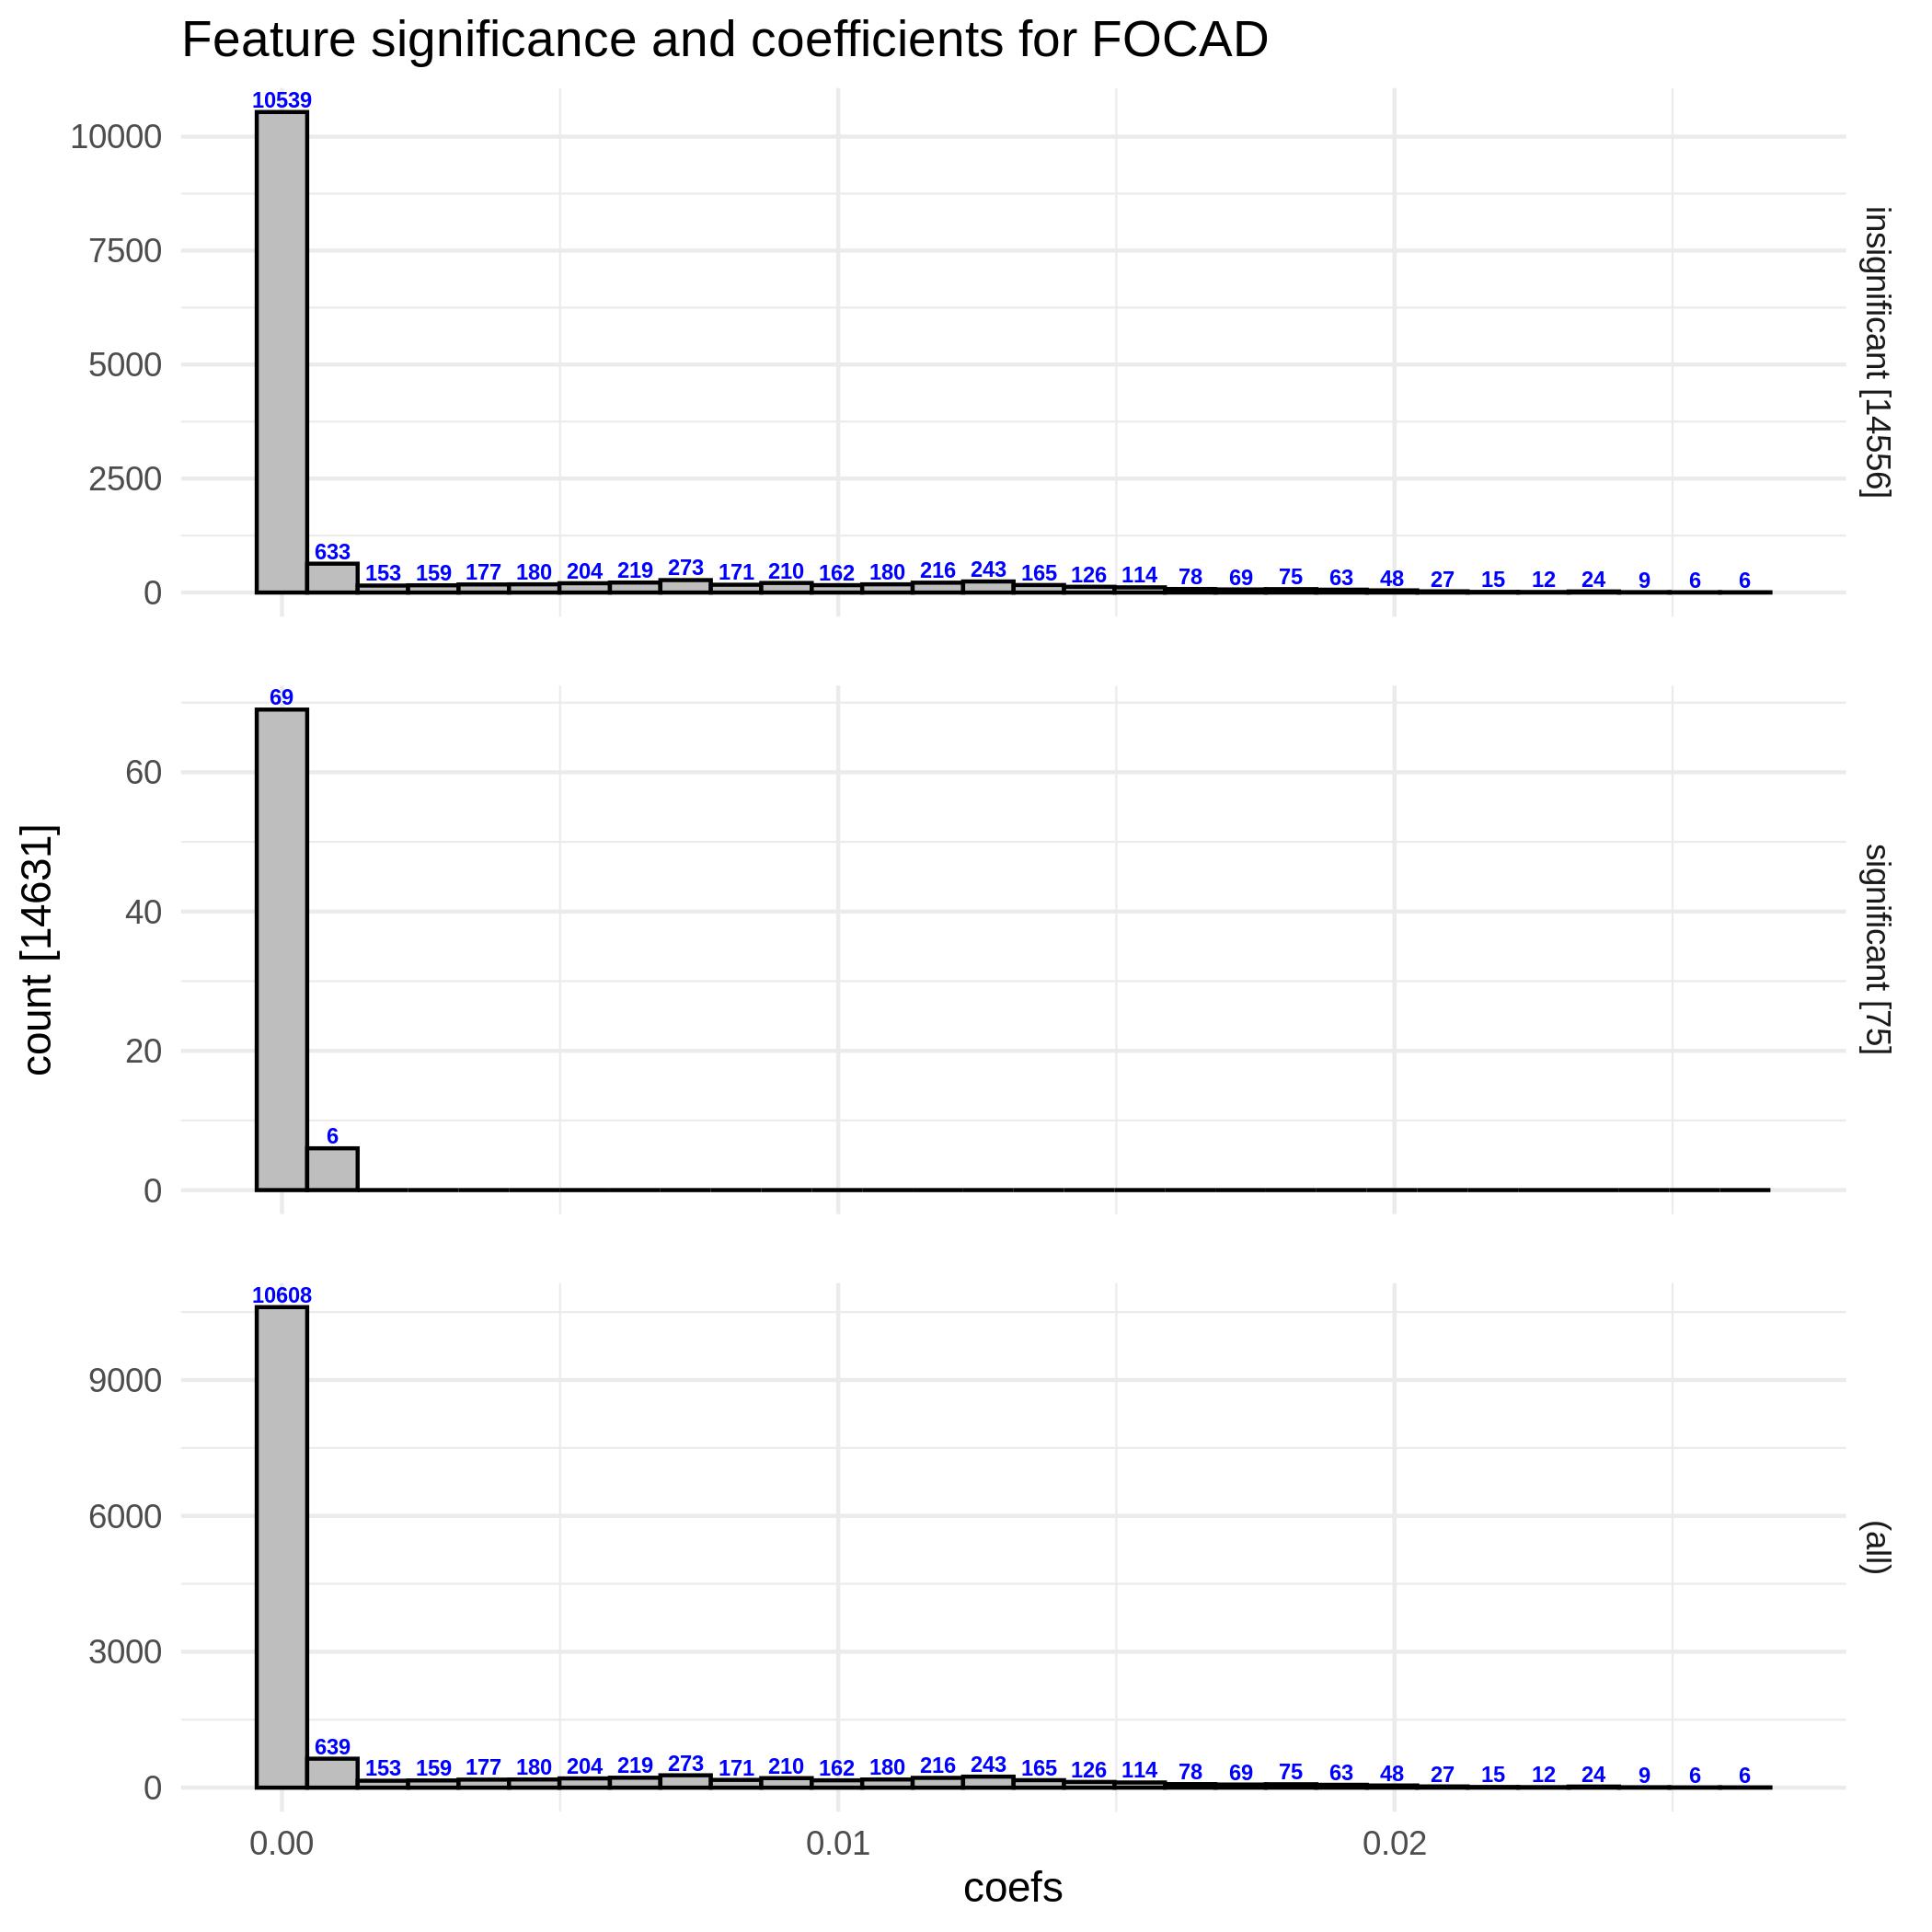 Feature significance and coefficients for FOCAD
10539
10000
7500
5000
2500
0
633 153 159 177 180 204 219 273 171 210 162 180 216 243 165 126 114 78 69 75 63 48 27 15 12 24 9 6 6
insignificant [14556]
69
60
40
20
0
6
significant [75]
count [14631]
10608
9000
6000
3000
0
639 153 159 177 180 204 219 273 171 210 162 180 216 243 165 126 114 78 69 75 63 48 27 15 12 24 9 6 6
(all)
0.00 0.01 0.02
coefs